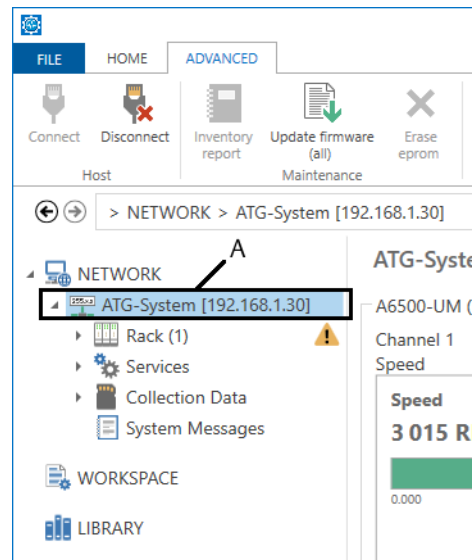 FILE HOME ADVANCED
Connect Disconnect Inventory report Update firmware (all) Erase eprom
Host Maintenance
> NETWORK > ATG-System [192.168.1.30]
A
NETWORK
ATG-System [192.168.1.30]
Rack (1)
Services
Collection Data
System Messages
WORKSPACE
LIBRARY
ATG-Syste
A6500-UM (
Channel 1
Speed
Speed
3 015 R
0.000